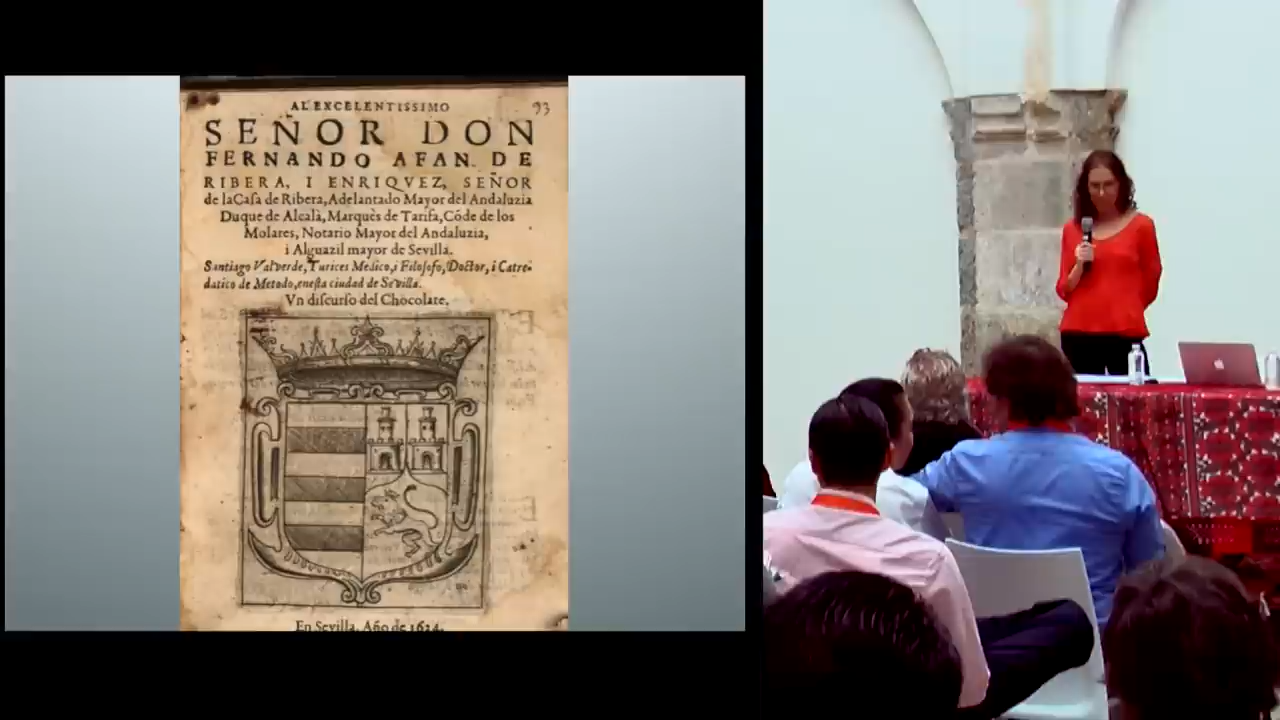 AL EXCELENTISSIMO 93
SEÑOR DON
FERNANDO AFAN. DE
RIBERA, I ENRIQVEZ, SEÑOR
de la Casa de Ribera, Adelantado Mayor del Andaluzia
Duque de Alcalà, Marquès de Tarifa, Cõde de los
Molares, Notario Mayor del Andaluzia,
i Alguazil mayor de Sevilla.
Santiago Valverde, Turices Medico, i Filosofo, Doctor, i Catre-
datico de Metodo, enesta ciudad de Sevilla.
Vn discurso del Chocolate.
En Sevilla, Año de 1624.